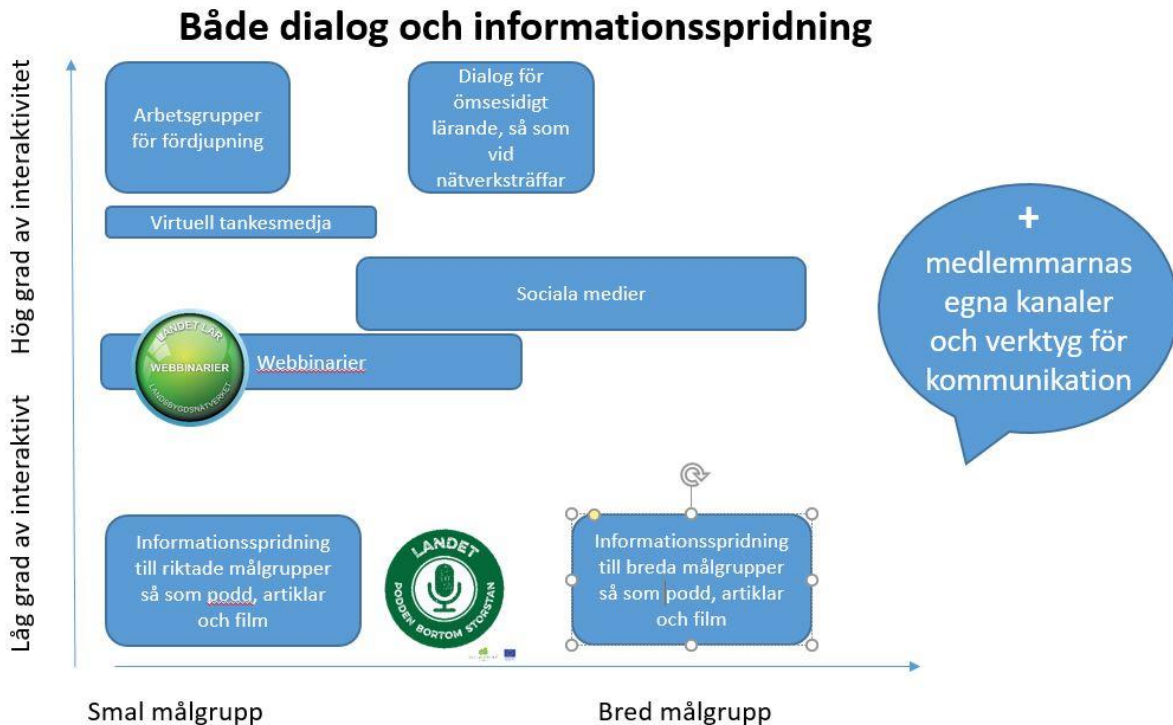 Både dialog och informationsspridning
Hög grad av interaktivitet
Låg grad av interaktivt
Arbetsgrupper
för fördjupning
Dialog för
ömsesidigt
lärande, så som
vid
nätverksträffar
Virtuell tankesmedja
Sociala medier
LANDET LÄR
WEBBINARIER
LANDSBYGDSNÄTVERKET
Webbinarier
+
medlemmarnas
egna kanaler
och verktyg för
kommunikation
Informationsspridning
till riktade målgrupper
så som podd, artiklar
och film
LANDET
PODDEN BORTOM STORSTAN
Informationsspridning
till breda målgrupper
så som podd, artiklar
och film
Smal målgrupp
Bred målgrupp